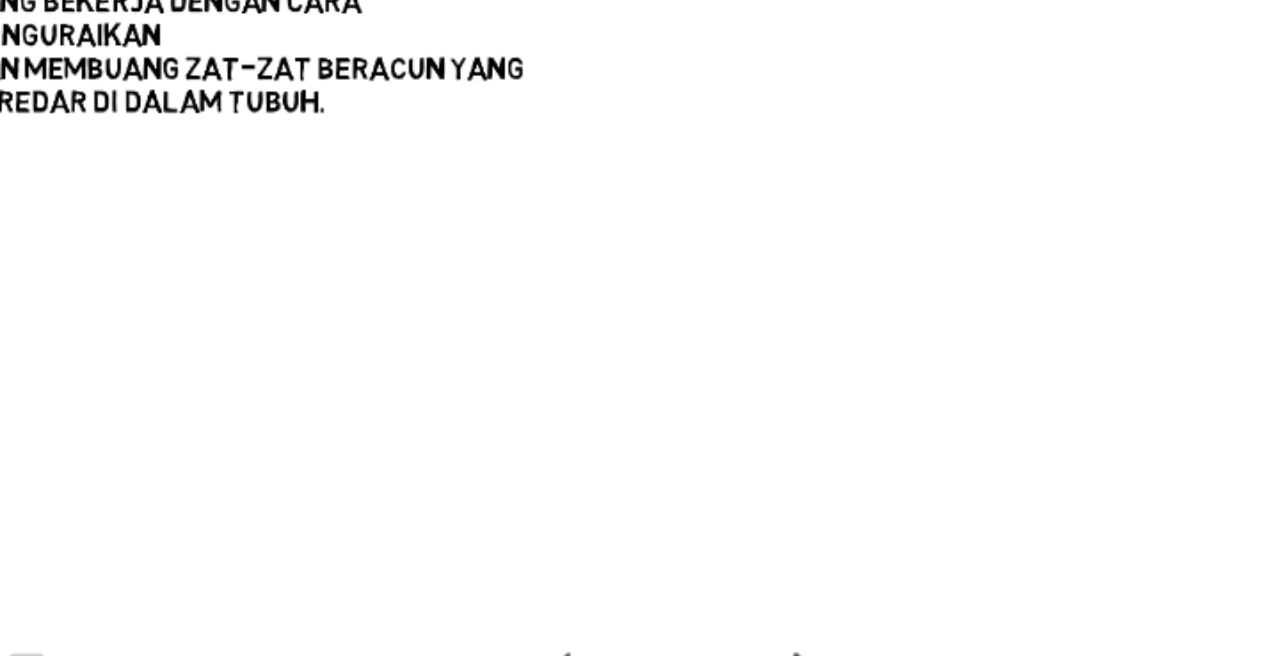 NG BEKERJA DENGAN CARA
NGURAIKAN
N MEMBUANG ZAT-ZAT BERACUN YANG
REDAR DI DALAM TUBUH.